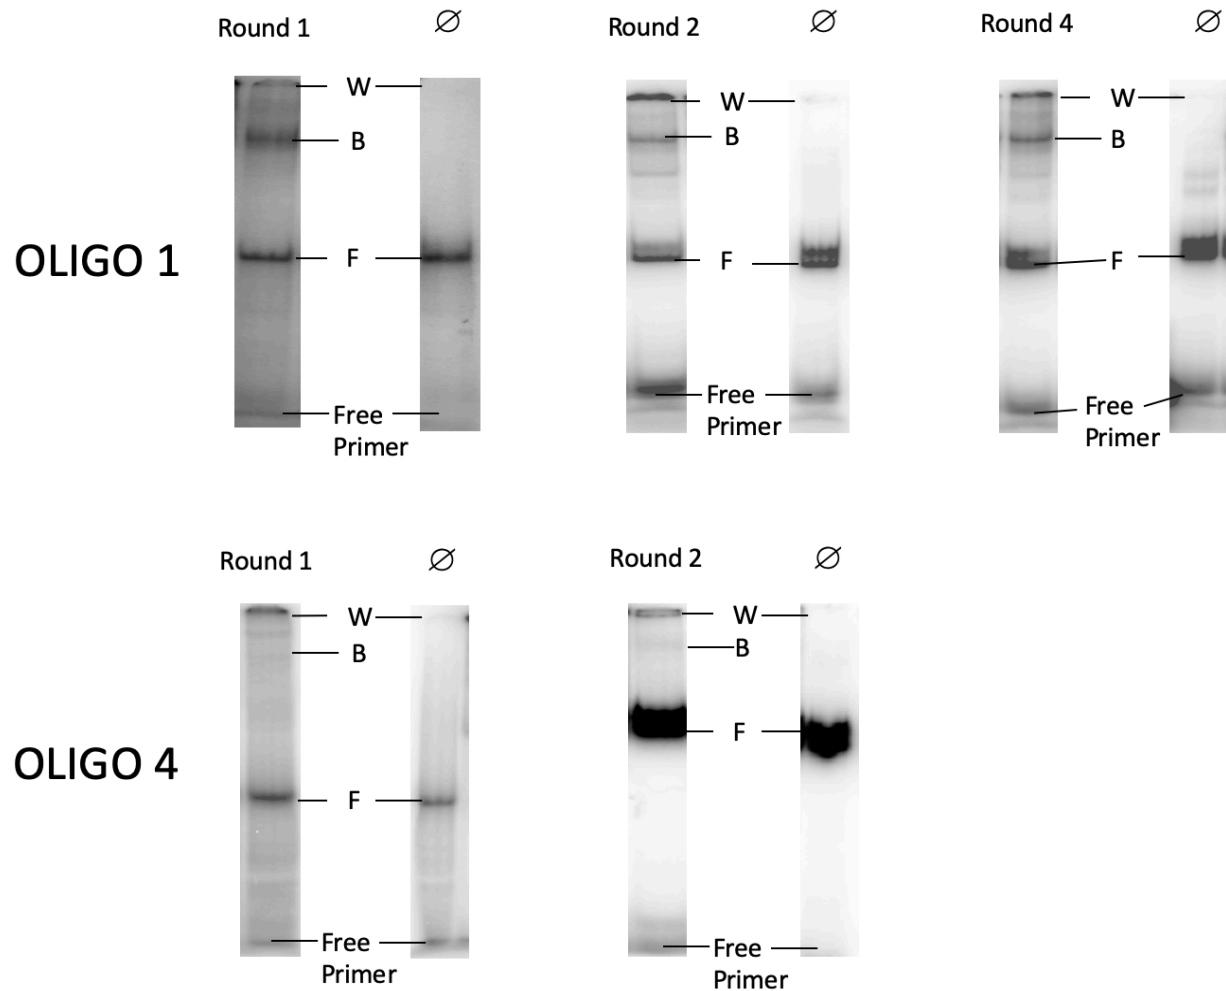 Round 1 ∅ Round 2 ∅ Round 4 ∅
W W W
B B B
OLIGO 1 F F F
Free Free Free
Primer Primer Primer
Round 1 ∅ Round 2 ∅
W W
B B
OLIGO 4 F F
Free Free
Primer Primer